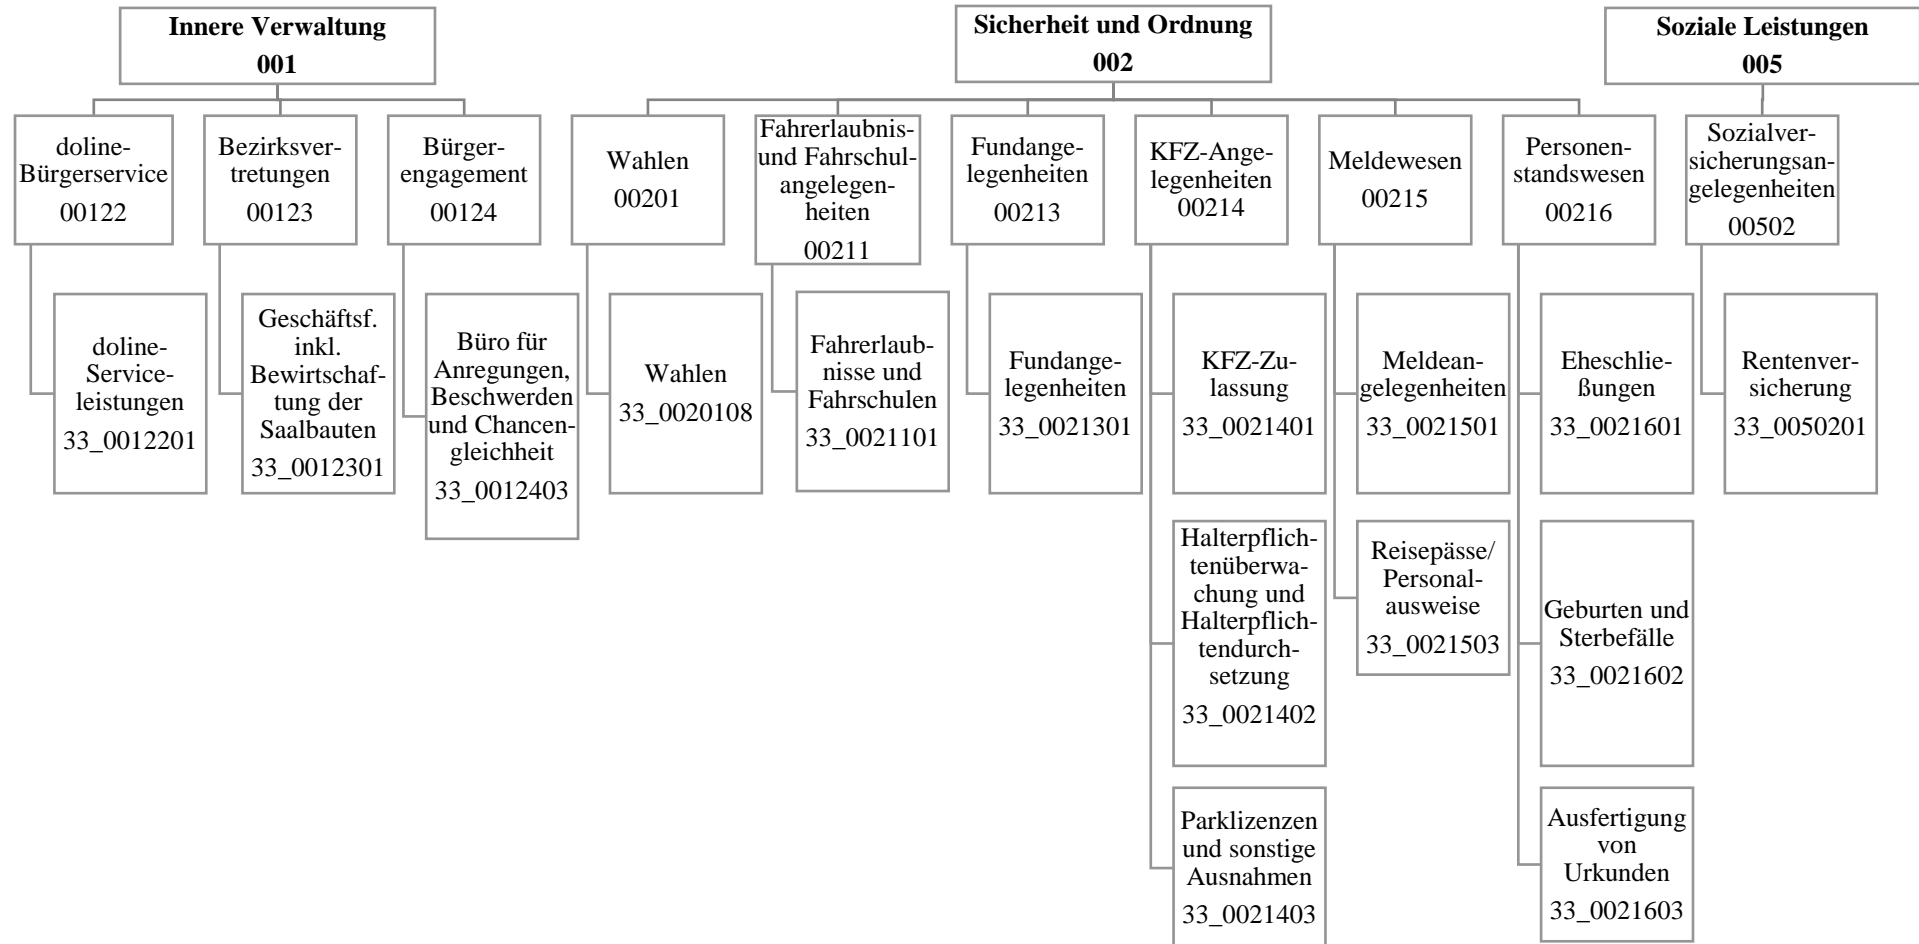 Innere Verwaltung
001
Sicherheit und Ordnung
002
Soziale Leistungen
005
doline-
Bürgerservice
00122
Bezirksver-
tretungen
00123
Bürger-
engagement
00124
Wahlen
00201
Fahrerlaubnis-
und Fahrschul-
angelegen-
heiten
00211
Fundange-
legenheiten
00213
KFZ-Ange-
legenheiten
00214
Meldewesen
00215
Personen-
standswesen
00216
Sozialver-
sicherungsan-
gelegenheiten
00502
doline-
Service-
leistungen
33_0012201
Geschäftsf.
inkl.
Bewirtschaf-
tung der
Saalbauten
33_0012301
Büro für
Anregungen,
Beschwerden
und Chancen-
gleichheit
33_0012403
Wahlen
33_0020108
Fahrerlaub-
nisse und
Fahrschulen
33_0021101
Fundange-
legenheiten
33_0021301
KFZ-Zu-
lassung
33_0021401
Meldean-
gelegenheiten
33_0021501
Eheschlie-
ßungen
33_0021601
Rentenver-
sicherung
33_0050201
Halterpflich-
tenüberwa-
chung und
Halterpflich-
tendurch-
setzung
33_0021402
Reisepässe/
Personal-
ausweise
33_0021503
Geburten und
Sterbefälle
33_0021602
Parklizenzen
und sonstige
Ausnahmen
33_0021403
Ausfertigung
von
Urkunden
33_0021603